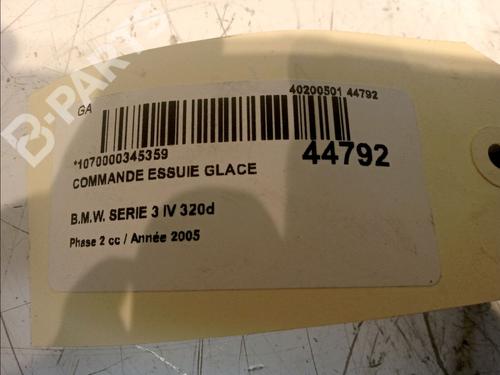 B-PARTS
GA
40200501 44792
*1070000345359
44792
COMMANDE ESSUIE GLACE
B.M.W. SERIE 3 IV 320d
Phase 2 cc / Année 2005